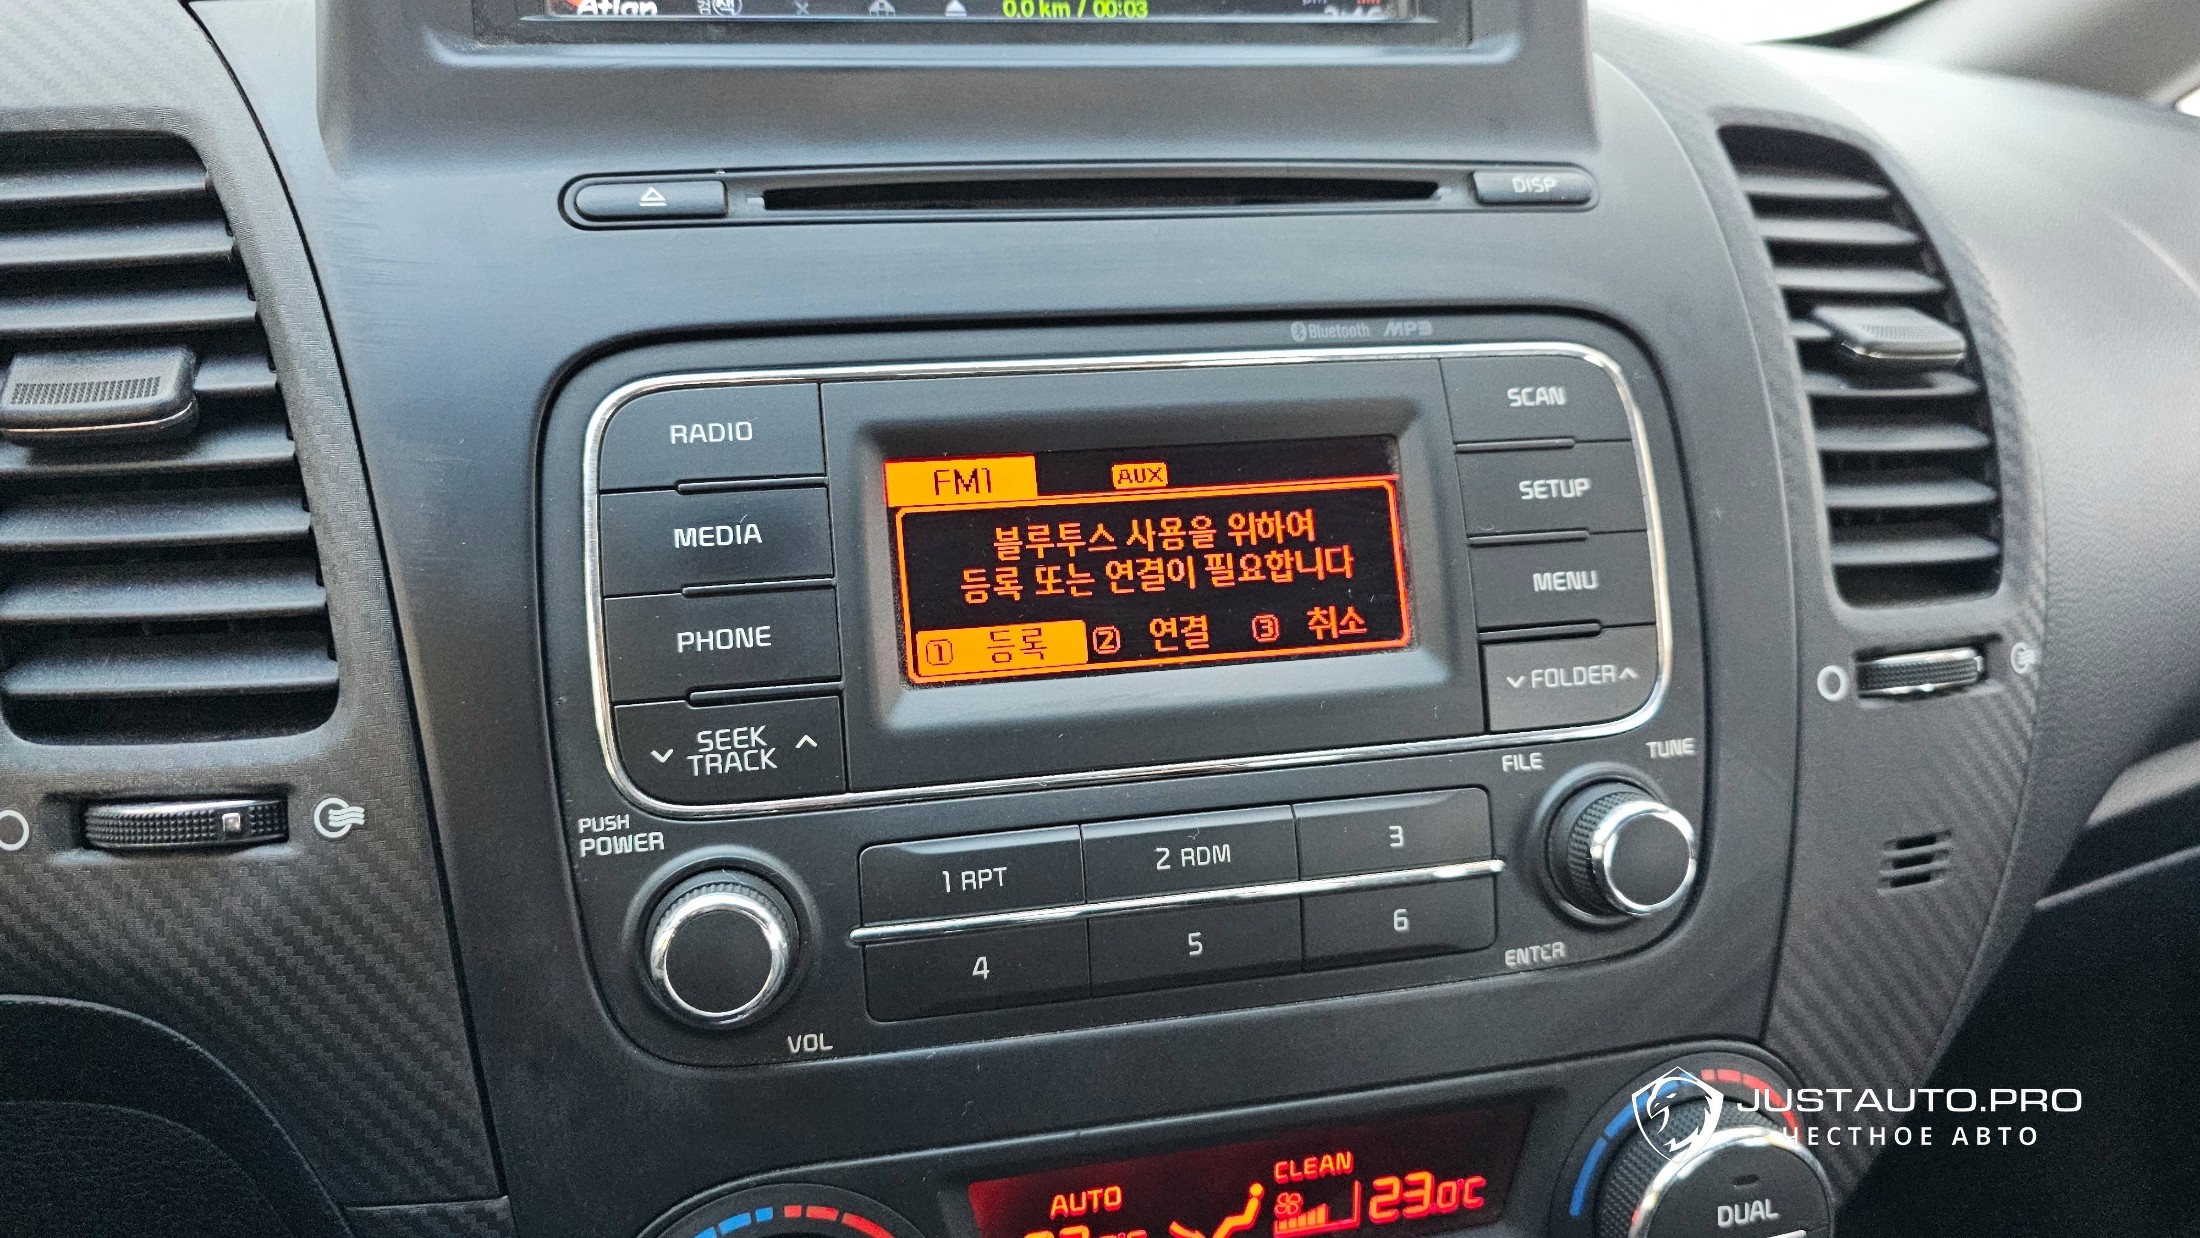 Atlan 검색 0.0 km / 00:03
DISP
Bluetooth MP3
RADIO
MEDIA
PHONE
SEEK
TRACK
FM1 AUX
블루투스 사용을 위하여
등록 또는 연결이 필요합니다
1 등록 2 연결 3 취소
SCAN
SETUP
MENU
FOLDER
FILE
TUNE
PUSH
POWER
VOL
1 RPT
2 RDM
3
4
5
6
ENTER
AUTO
CLEAN
23.0°C
DUAL
JUSTAUTO.PRO
ЧЕСТНОЕ АВТО